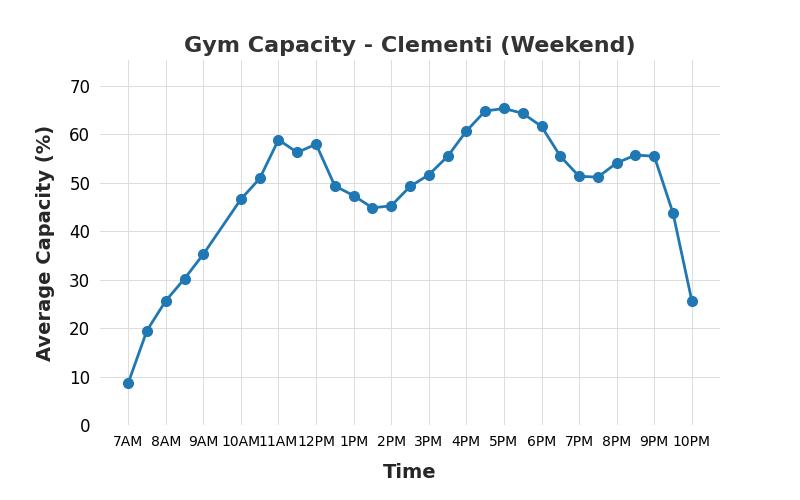 Gym Capacity - Clementi (Weekend)
70
60
50
40
30
20
10
0
Average Capacity (%)
7AM 8AM 9AM 10AM 11AM 12PM 1PM 2PM 3PM 4PM 5PM 6PM 7PM 8PM 9PM 10PM
Time